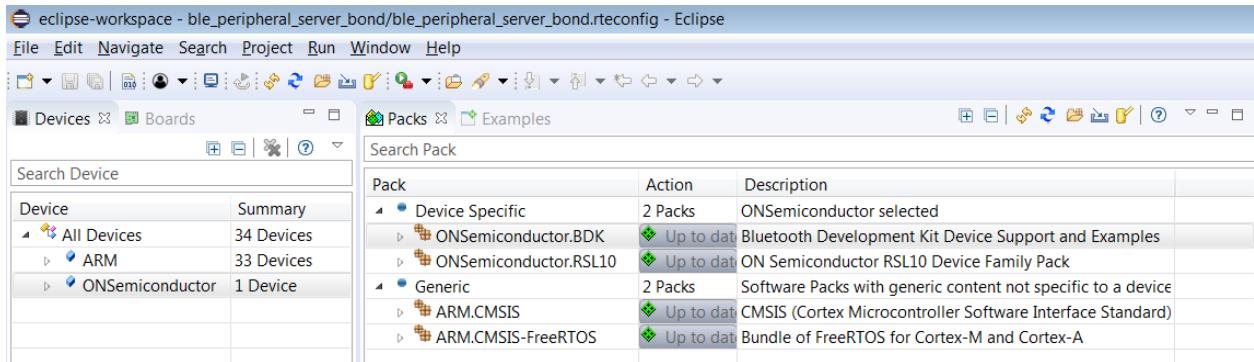 eclipse-workspace - ble_peripheral_server_bond/ble_peripheral_server_bond.rteconfig - Eclipse
File Edit Navigate Search Project Run Window Help
Devices Boards
Search Device
Device Summary
All Devices 34 Devices
ARM 33 Devices
ONSemiconductor 1 Device
Packs Examples
Search Pack
Pack Action Description
Device Specific 2 Packs ONSemiconductor selected
ONSemiconductor.BDK Up to dat Bluetooth Development Kit Device Support and Examples
ONSemiconductor.RSL10 Up to dat ON Semiconductor RSL10 Device Family Pack
Generic 2 Packs Software Packs with generic content not specific to a device
ARM.CMSIS Up to dat CMSIS (Cortex Microcontroller Software Interface Standard)
ARM.CMSIS-FreeRTOS Up to dat Bundle of FreeRTOS for Cortex-M and Cortex-A